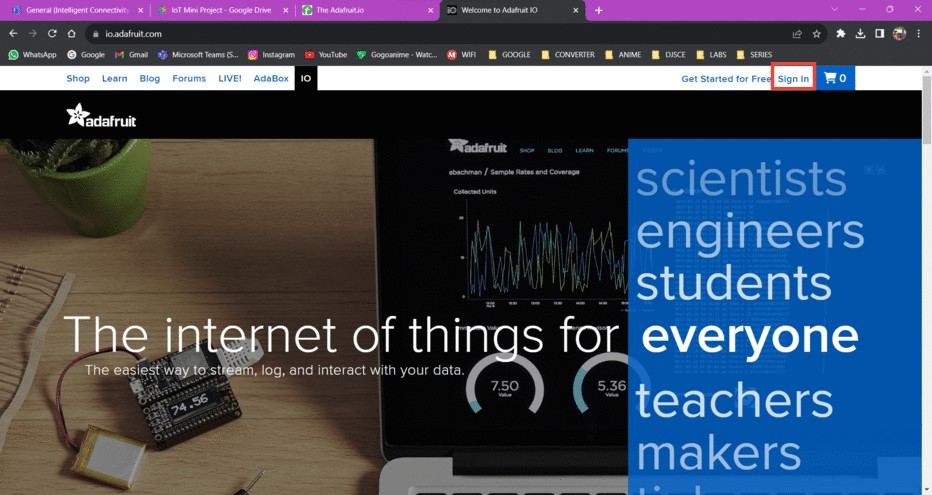 General (Intelligent Connectivity
IoT Mini Project - Google Drive
The Adafruit.io
Welcome to Adafruit IO
io.adafruit.com
WhatsApp Google Gmail Microsoft Teams (S... Instagram YouTube Gogoanime - Watc... WIFI GOOGLE CONVERTER ANIME DJSCE LABS SERIES
Shop Learn Blog Forums LIVE! AdaBox IO Get Started for Free Sign In 0
adafruit
adafruit SHOP BLOG LEARN FORUMS
ebachman / Sample Rates and Coverage
Collected Units
scientists
engineers
students
The internet of things for everyone
The easiest way to stream, log, and interact with your data.
7.50
Value
5.36
Value
74.56
teachers
makers